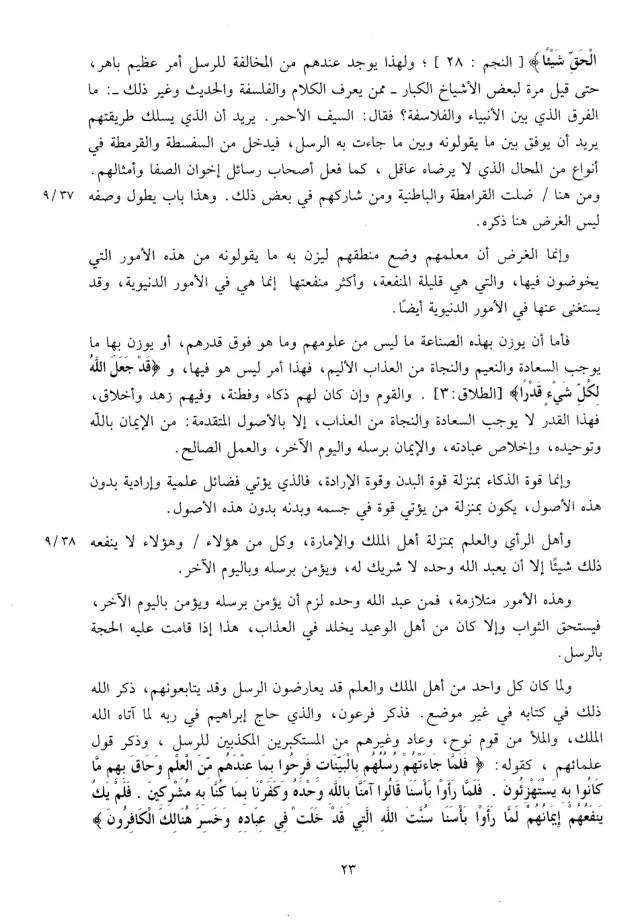 الْحَقِّ شَيْئًا﴾ [ النجم : ٢٨ ] ؛ ولهذا يوجد عندهم من المخالفة للرسل أمر عظيم باهر،
حتى قيل مرة لبعض الأشياخ الكبار ــ ممن يعرف الكلام والفلسفة والحديث وغير ذلك ــ: ما
الفرق الذي بين الأنبياء والفلاسفة؟ فقال: السيف الأحمر. يريد أن الذي يسلك طريقتهم
يريد أن يوفق بين ما يقولونه وبين ما جاءت به الرسل، فيدخل من السفسطة والقرمطة في
أنواع من المحال الذي لا يرضاه عاقل ، كما فعل أصحاب رسائل إخوان الصفا وأمثالهم.
ومن هنا / ضلت القرامطة والباطنية ومن شاركهم في بعض ذلك. وهذا باب يطول وصفه ٩/٣٧
ليس الغرض هنا ذكره.
وإنما الغرض أن معلمهم وضع منطقهم ليزن به ما يقولونه من هذه الأمور التي
يخوضون فيها، والتي هي قليلة المنفعة، وأكثر منفعتها إنما هي في الأمور الدنيوية، وقد
يستغنى عنها في الأمور الدنيوية أيضًا.
فأما أن يوزن بهذه الصناعة ما ليس من علومهم وما هو فوق قدرهم، أو يوزن بها ما
يوجب السعادة والنعيم والنجاة من العذاب الأليم، فهذا أمر ليس هو فيها، و ﴿قَدْ جَعَلَ اللَّهُ
لِكُلِّ شَيْءٍ قَدْرًا﴾ [الطلاق:٣] . والقوم وإن كان لهم ذكاء وفطنة، وفيهم زهد وأخلاق،
فهذا القدر لا يوجب السعادة والنجاة من العذاب، إلا بالأصول المتقدمة: من الإيمان بالله
وتوحيده، وإخلاص عبادته، والإيمان برسله واليوم الآخر، والعمل الصالح.
وإنما قوة الذكاء بمنزلة قوة البدن وقوة الإرادة، فالذي يؤتي فضائل علمية وإرادية بدون
هذه الأصول، يكون بمنزلة من يؤتي قوة في جسمه وبدنه بدون هذه الأصول.
وأهل الرأي والعلم بمنزلة أهل الملك والإمارة، وكل من هؤلاء / وهؤلاء لا ينفعه ٩/٣٨
ذلك شيئًا إلا أن يعبد الله وحده لا شريك له، ويؤمن برسله وباليوم الآخر.
وهذه الأمور متلازمة، فمن عبد الله وحده لزم أن يؤمن برسله ويؤمن باليوم الآخر،
فيستحق الثواب وإلا كان من أهل الوعيد يخلد في العذاب، هذا إذا قامت عليه الحجة
بالرسل.
ولما كان كل واحد من أهل الملك والعلم قد يعارضون الرسل وقد يتابعونهم، ذكر الله
ذلك في كتابه في غير موضع. فذكر فرعون، والذي حاج إبراهيم في ربه لما آتاه الله
الملك، والملأ من قوم نوح، وعاد وغيرهم من المستكبرين المكذبين للرسل ، وذكر قول
علمائهم ، كقوله: ﴿ فَلَمَّا جَاءَتْهُمْ رُسُلُهُم بِالْبَيِّنَاتِ فَرِحُوا بِمَا عِندَهُم مِّنَ الْعِلْمِ وَحَاقَ بِهِم مَّا
كَانُوا بِهِ يَسْتَهْزِئُونَ . فَلَمَّا رَأَوْا بَأْسَنَا قَالُوا آمَنَّا بِاللَّهِ وَحْدَهُ وَكَفَرْنَا بِمَا كُنَّا بِهِ مُشْرِكِينَ . فَلَمْ يَكُ
يَنفَعُهُمْ إِيمَانُهُمْ لَمَّا رَأَوْا بَأْسَنَا سُنَّتَ اللَّهِ الَّتِي قَدْ خَلَتْ فِي عِبَادِهِ وَخَسِرَ هُنَالِكَ الْكَافِرُونَ ﴾
٢٣